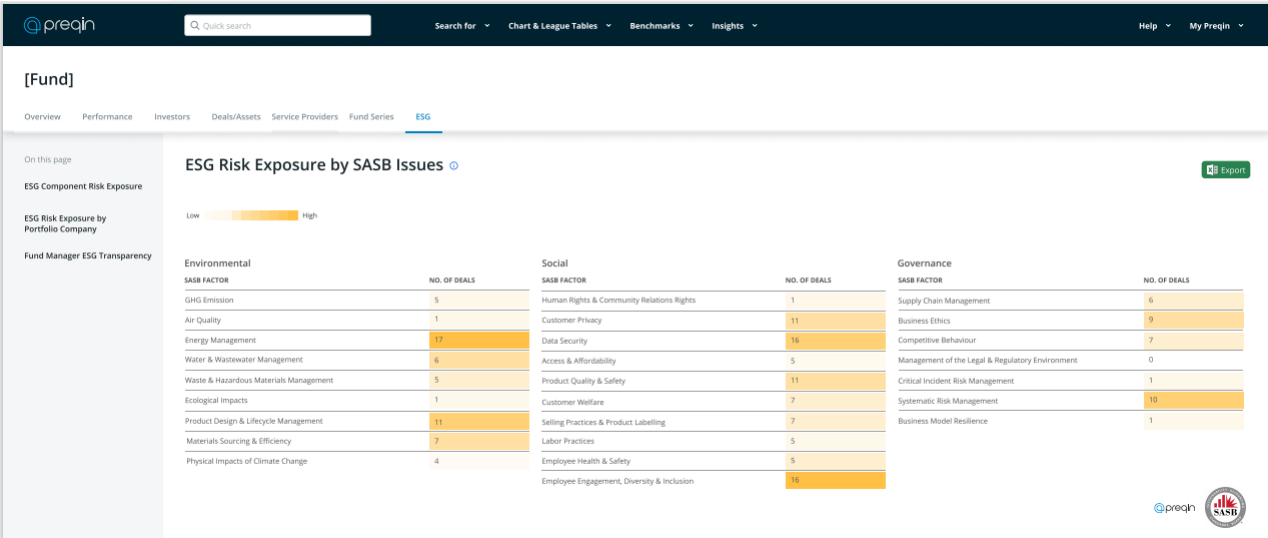 preqin
Quick search
Search for
Chart & League Tables
Benchmarks
Insights
Help
My Preqin
[Fund]
Overview
Performance
Investors
Deals/Assets
Service Providers
Fund Series
ESG
On this page
ESG Component Risk Exposure
ESG Risk Exposure by
Portfolio Company
Fund Manager ESG Transparency
ESG Risk Exposure by SASB Issues
Export
Low High
Environmental
SASB FACTOR NO. OF DEALS
GHG Emission 5
Air Quality 1
Energy Management 17
Water & Wastewater Management 6
Waste & Hazardous Materials Management 5
Ecological Impacts 1
Product Design & Lifecycle Management 11
Materials Sourcing & Efficiency 7
Physical Impacts of Climate Change 4
Social
SASB FACTOR NO. OF DEALS
Human Rights & Community Relations Rights 1
Customer Privacy 11
Data Security 16
Access & Affordability 5
Product Quality & Safety 11
Customer Welfare 7
Selling Practices & Product Labelling 7
Labor Practices 5
Employee Health & Safety 5
Employee Engagement, Diversity & Inclusion 16
Governance
SASB FACTOR NO. OF DEALS
Supply Chain Management 6
Business Ethics 9
Competitive Behaviour 7
Management of the Legal & Regulatory Environment 0
Critical Incident Risk Management 1
Systematic Risk Management 10
Business Model Resilience 1
preqin
SASB